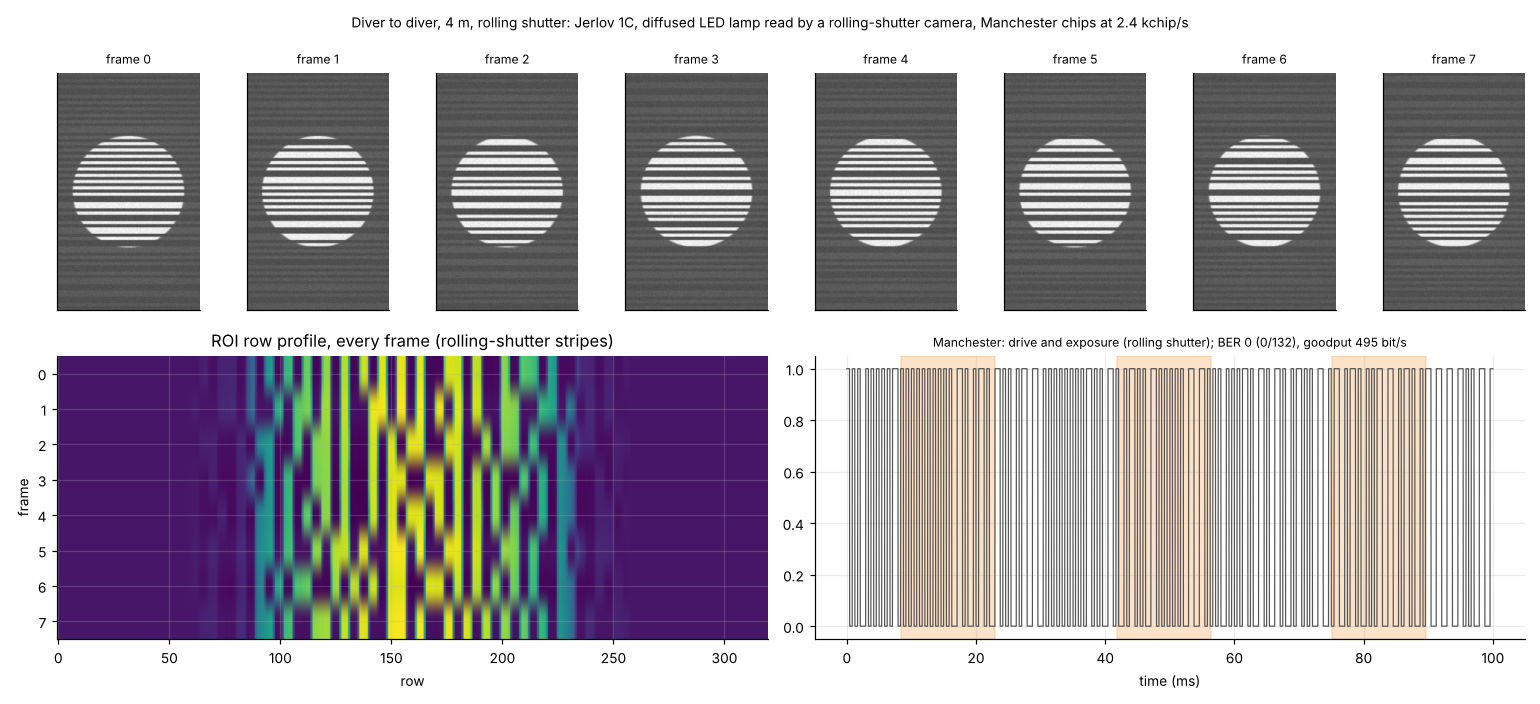 Diver to diver, 4 m, rolling shutter: Jerlov 1C, diffused LED lamp read by a rolling-shutter camera, Manchester chips at 2.4 kchip/s
frame 0
frame 1
frame 2
frame 3
frame 4
frame 5
frame 6
frame 7
ROI row profile, every frame (rolling-shutter stripes)
frame
0
1
2
3
4
5
6
7
0
50
100
150
200
250
300
row
Manchester: drive and exposure (rolling shutter); BER 0 (0/132), goodput 495 bit/s
1.0
0.8
0.6
0.4
0.2
0.0
0
20
40
60
80
100
time (ms)